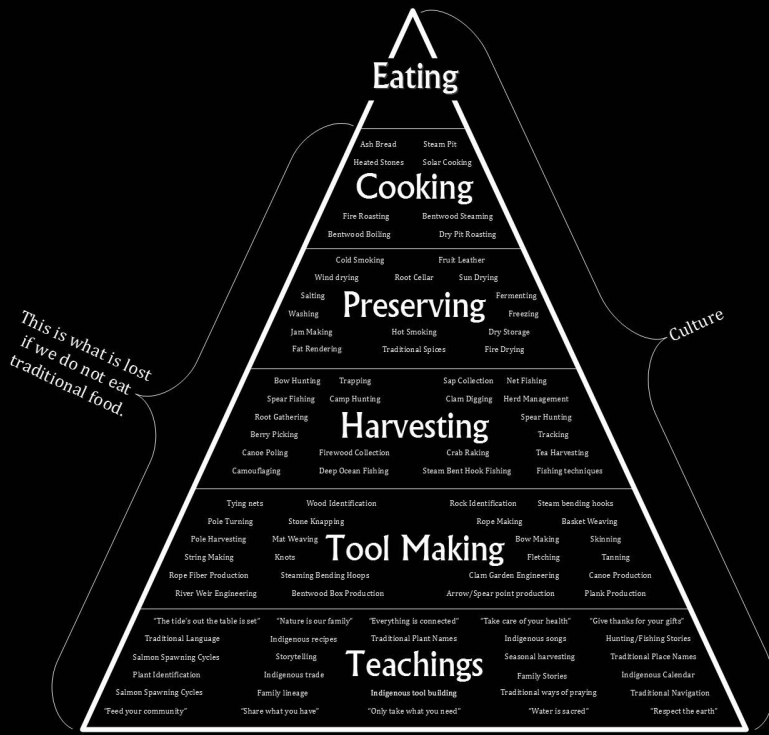 Eating
Ash Bread Steam Pit
Heated Stones Solar Cooking
Cooking
Fire Roasting Bentwood Steaming
Bentwood Boiling Dry Pit Roasting
Cold Smoking Fruit Leather
Wind drying Root Cellar Sun Drying
Salting Fermenting
Preserving
Washing Freezing
Jam Making Hot Smoking Dry Storage
Fat Rendering Traditional Spices Fire Drying
This is what is lost
if we do not eat
traditional food.
Culture
Bow Hunting Trapping Sap Collection Net Fishing
Spear Fishing Camp Hunting Clam Digging Herd Management
Root Gathering Spear Hunting
Harvesting
Berry Picking Tracking
Canoe Poling Firewood Collection Crab Raking Tea Harvesting
Camouflaging Deep Ocean Fishing Steam Bent Hook Fishing Fishing techniques
Tying nets Wood Identification Rock Identification Steam bending hooks
Pole Turning Stone Knapping Rope Making Basket Weaving
Pole Harvesting Mat Weaving Bow Making Skinning
Tool Making
String Making Knots Fletching Tanning
Rope Fiber Production Steaming Bending Hoops Clam Garden Engineering Canoe Production
River Weir Engineering Bentwood Box Production Arrow/Spear point production Plank Production
"The tide's out the table is set" "Nature is our family" "Everything is connected" "Take care of your health" "Give thanks for your gifts"
Traditional Language Indigenous recipes Traditional Plant Names Indigenous songs Hunting/Fishing Stories
Salmon Spawning Cycles Storytelling Seasonal harvesting Traditional Place Names
Teachings
Plant Identification Indigenous trade Family Stories Indigenous Calendar
Salmon Spawning Cycles Family lineage Indigenous tool building Traditional ways of praying Traditional Navigation
"Feed your community" "Share what you have" "Only take what you need" "Water is sacred" "Respect the earth"